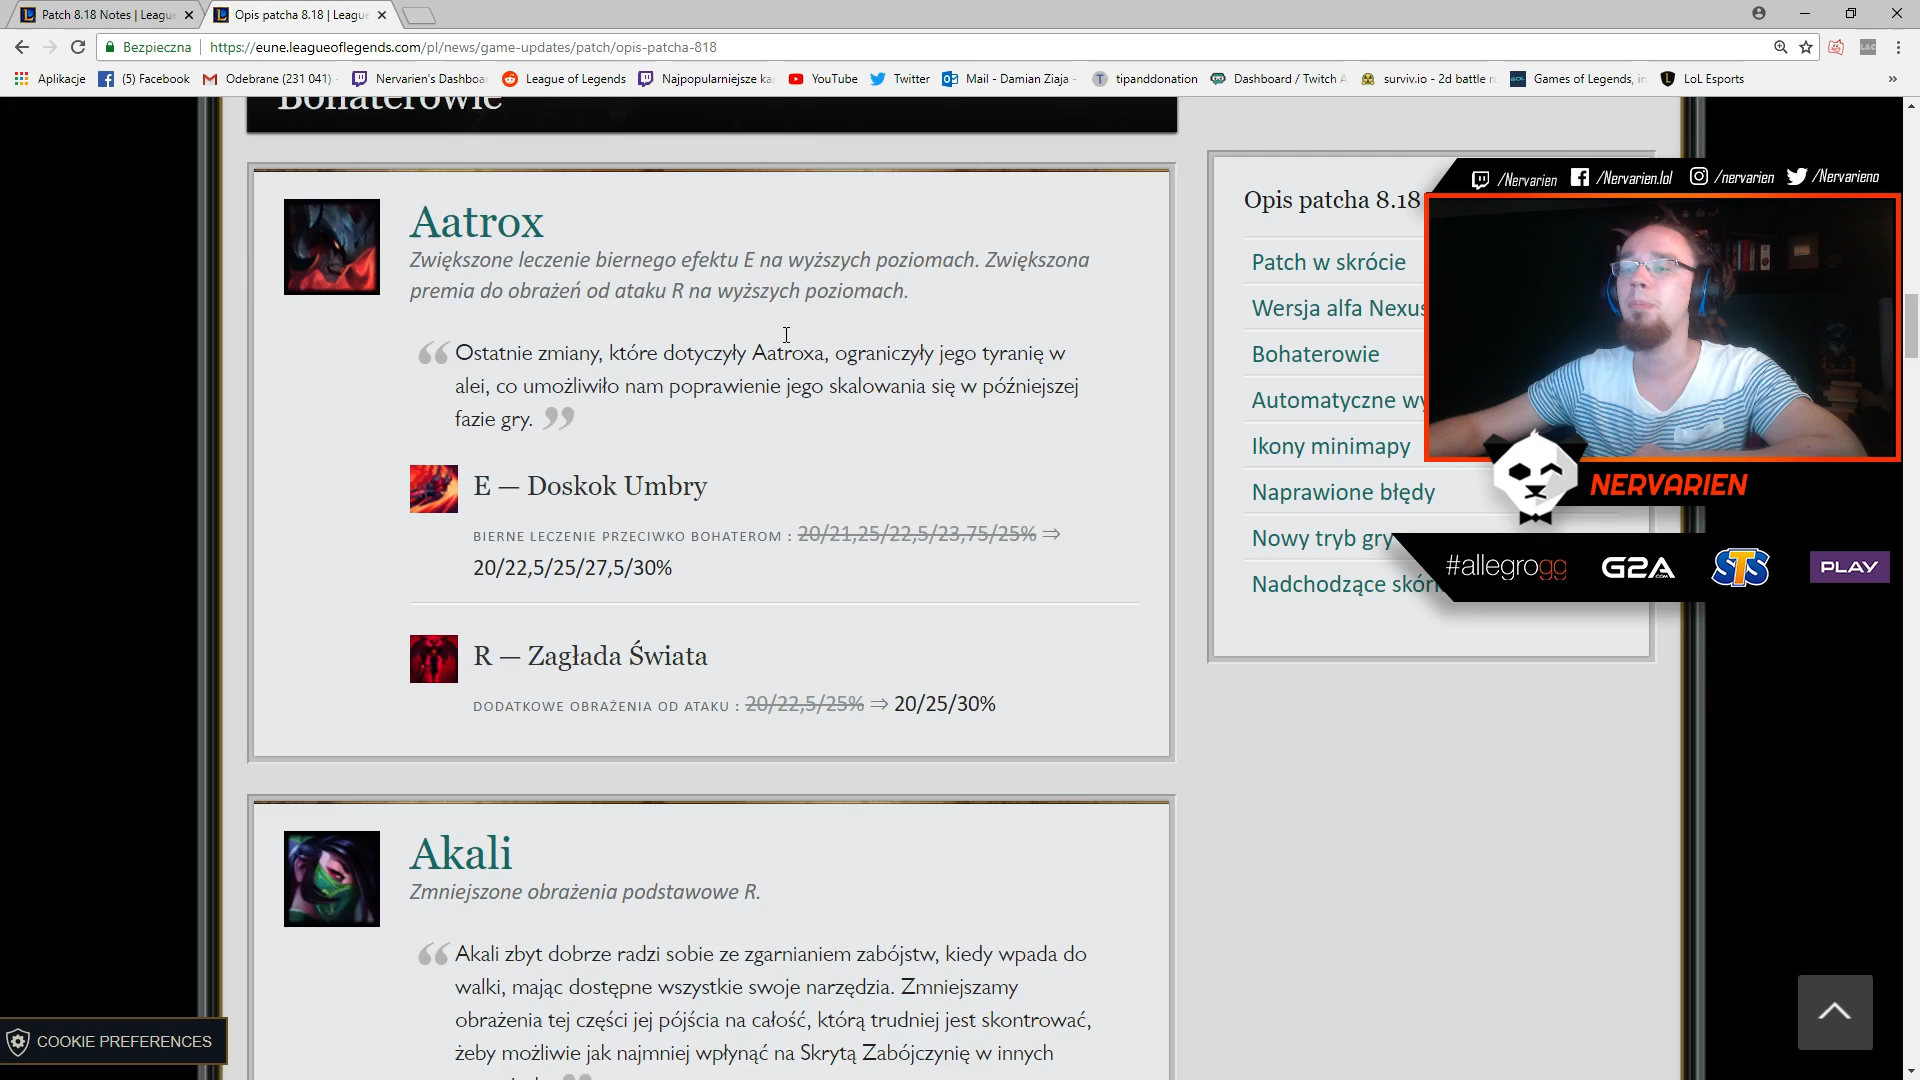 Patch 8.18 Notes | Leagu
Opis patcha 8.18 | Leagu
Bezpieczna
https://eune.leagueoflegends.com/pl/news/game-updates/patch/opis-patcha-818
Aplikacje
(5) Facebook
Odebrane (231 041) -
Nervarien's Dashboa
League of Legends
Najpopularniejsze ka
YouTube
Twitter
Mail - Damian Ziaja -
tipanddonation
Dashboard / Twitch A
surviv.io - 2d battle r
Games of Legends, in
LoL Esports
Bohaterowie
Aatrox
Zwiększone leczenie biernego efektu E na wyższych poziomach. Zwiększona
premia do obrażeń od ataku R na wyższych poziomach.
Ostatnie zmiany, które dotyczyły Aatroxa, ograniczyły jego tyranię w
alei, co umożliwiło nam poprawienie jego skalowania się w późniejszej
fazie gry.
E — Doskok Umbry
BIERNE LECZENIE PRZECIWKO BOHATEROM : 20/21,25/22,5/23,75/25% ⇒
20/22,5/25/27,5/30%
R — Zagłada Świata
DODATKOWE OBRAŻENIA OD ATAKU : 20/22,5/25% ⇒ 20/25/30%
Akali
Zmniejszone obrażenia podstawowe R.
Akali zbyt dobrze radzi sobie ze zgarnianiem zabójstw, kiedy wpada do
walki, mając dostępne wszystkie swoje narzędzia. Zmniejszamy
obrażenia tej części jej pójścia na całość, którą trudniej jest skontrować,
żeby możliwie jak najmniej wpłynąć na Skrytą Zabójczynię w innych
Opis patcha 8.18
Patch w skrócie
Wersja alfa Nexus
Bohaterowie
Automatyczne wy
Ikony minimapy
Naprawione błędy
Nowy tryb gry
Nadchodzące skór
/Nervarien
/Nervarien.lol
/nervarien
/Nervarieno
NERVARIEN
#allegrogg
G2A.COM
STS
PLAY
COOKIE PREFERENCES